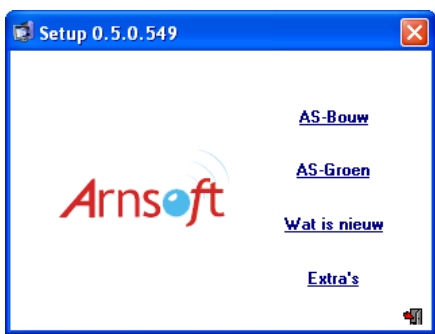 Setup 0.5.0.549
Arnsoft
AS-Bouw
AS-Groen
Wat is nieuw
Extra's